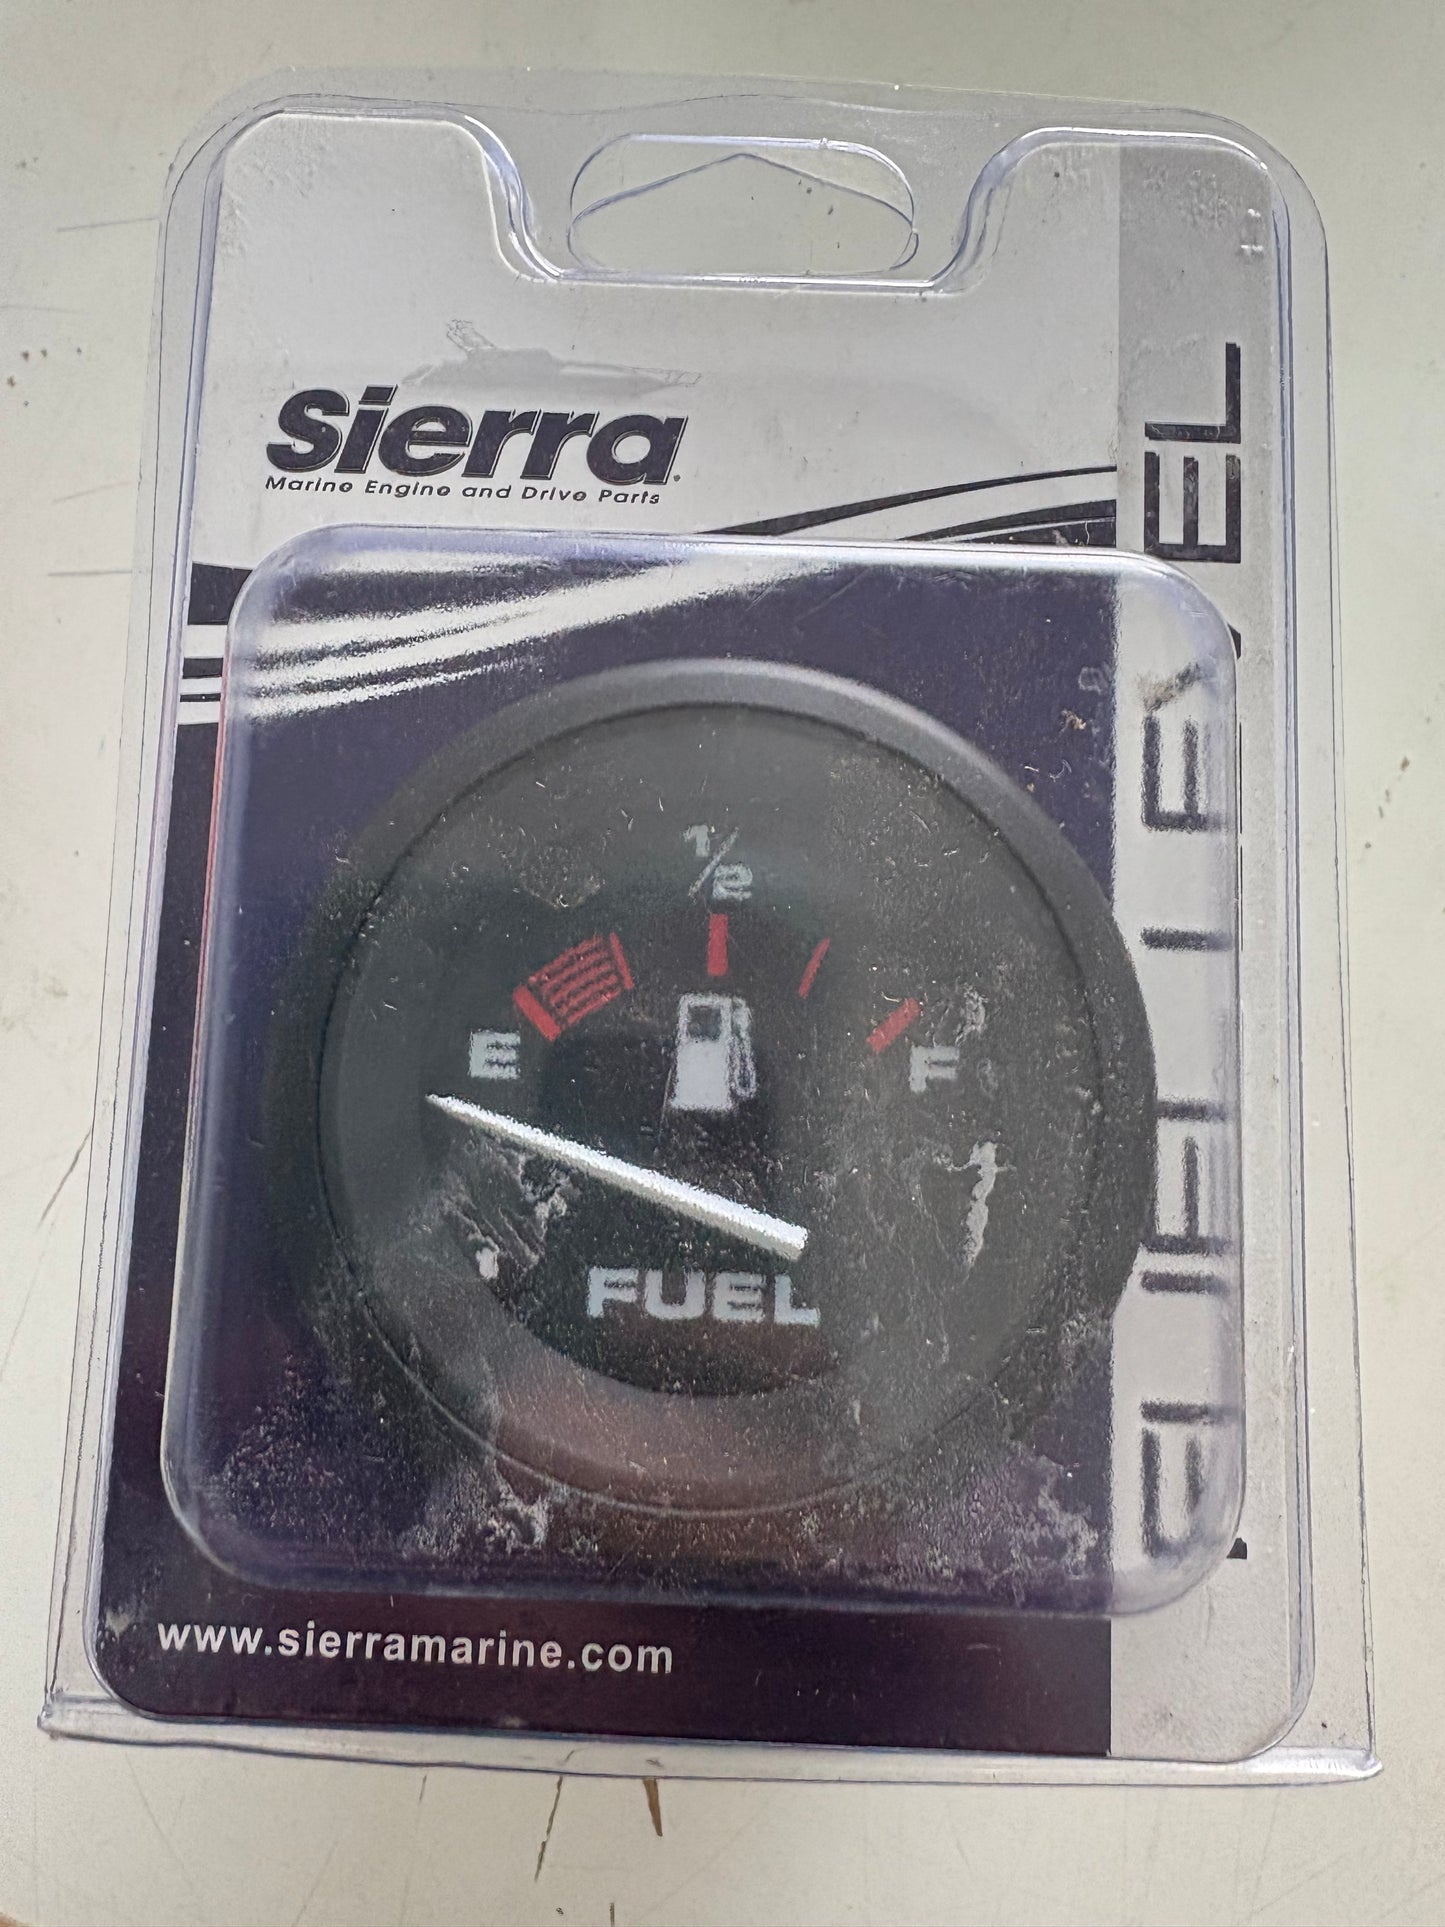 Sierra.
Marine Engine and Drive Parts
1/2
E
F
FUEL
www.sierramarine.com